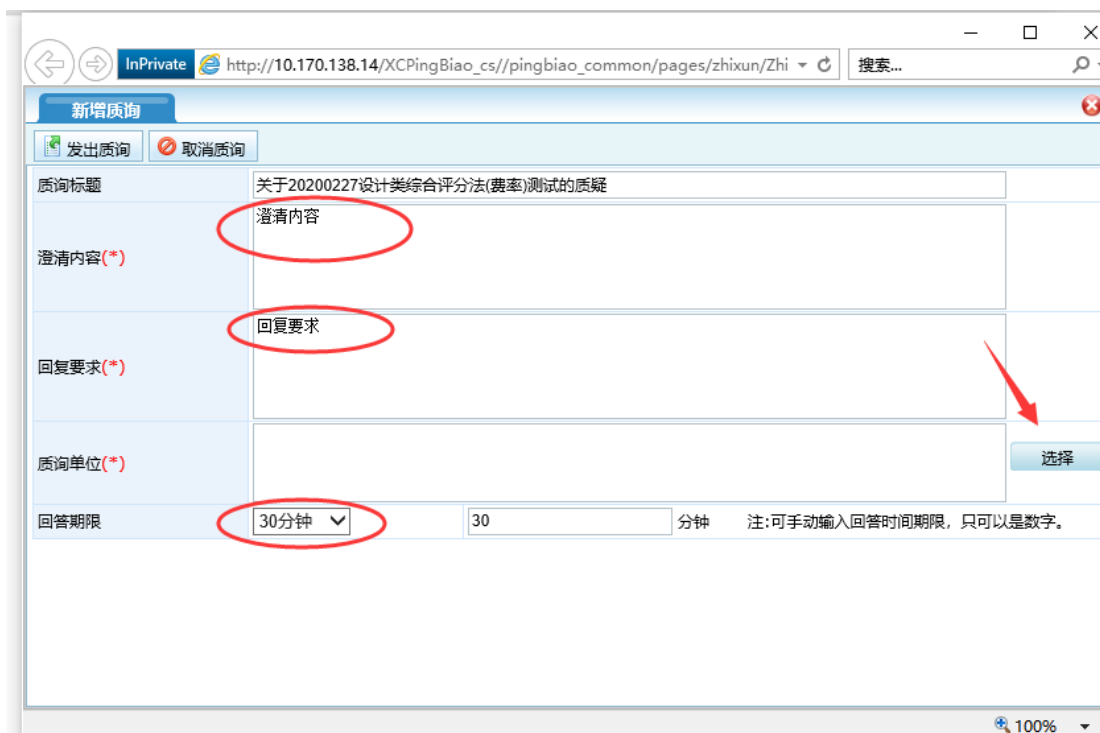 InPrivate http://10.170.138.14/XCPingBiao_cs//pingbiao_common/pages/zhixun/Zhi 搜索...
新增质询
发出质询 取消质询
质询标题 关于20200227设计类综合评分法(费率)测试的质疑
澄清内容
澄清内容(*)
回复要求
回复要求(*)
质询单位(*) 选择
回答期限 30分钟 30 分钟 注:可手动输入回答时间期限，只可以是数字。
100%